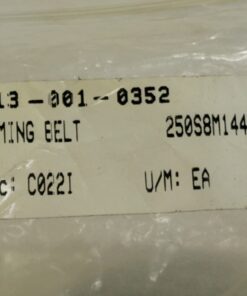 13-001-0352
MING BELT 250S8M144
c: C022I U/M: EA